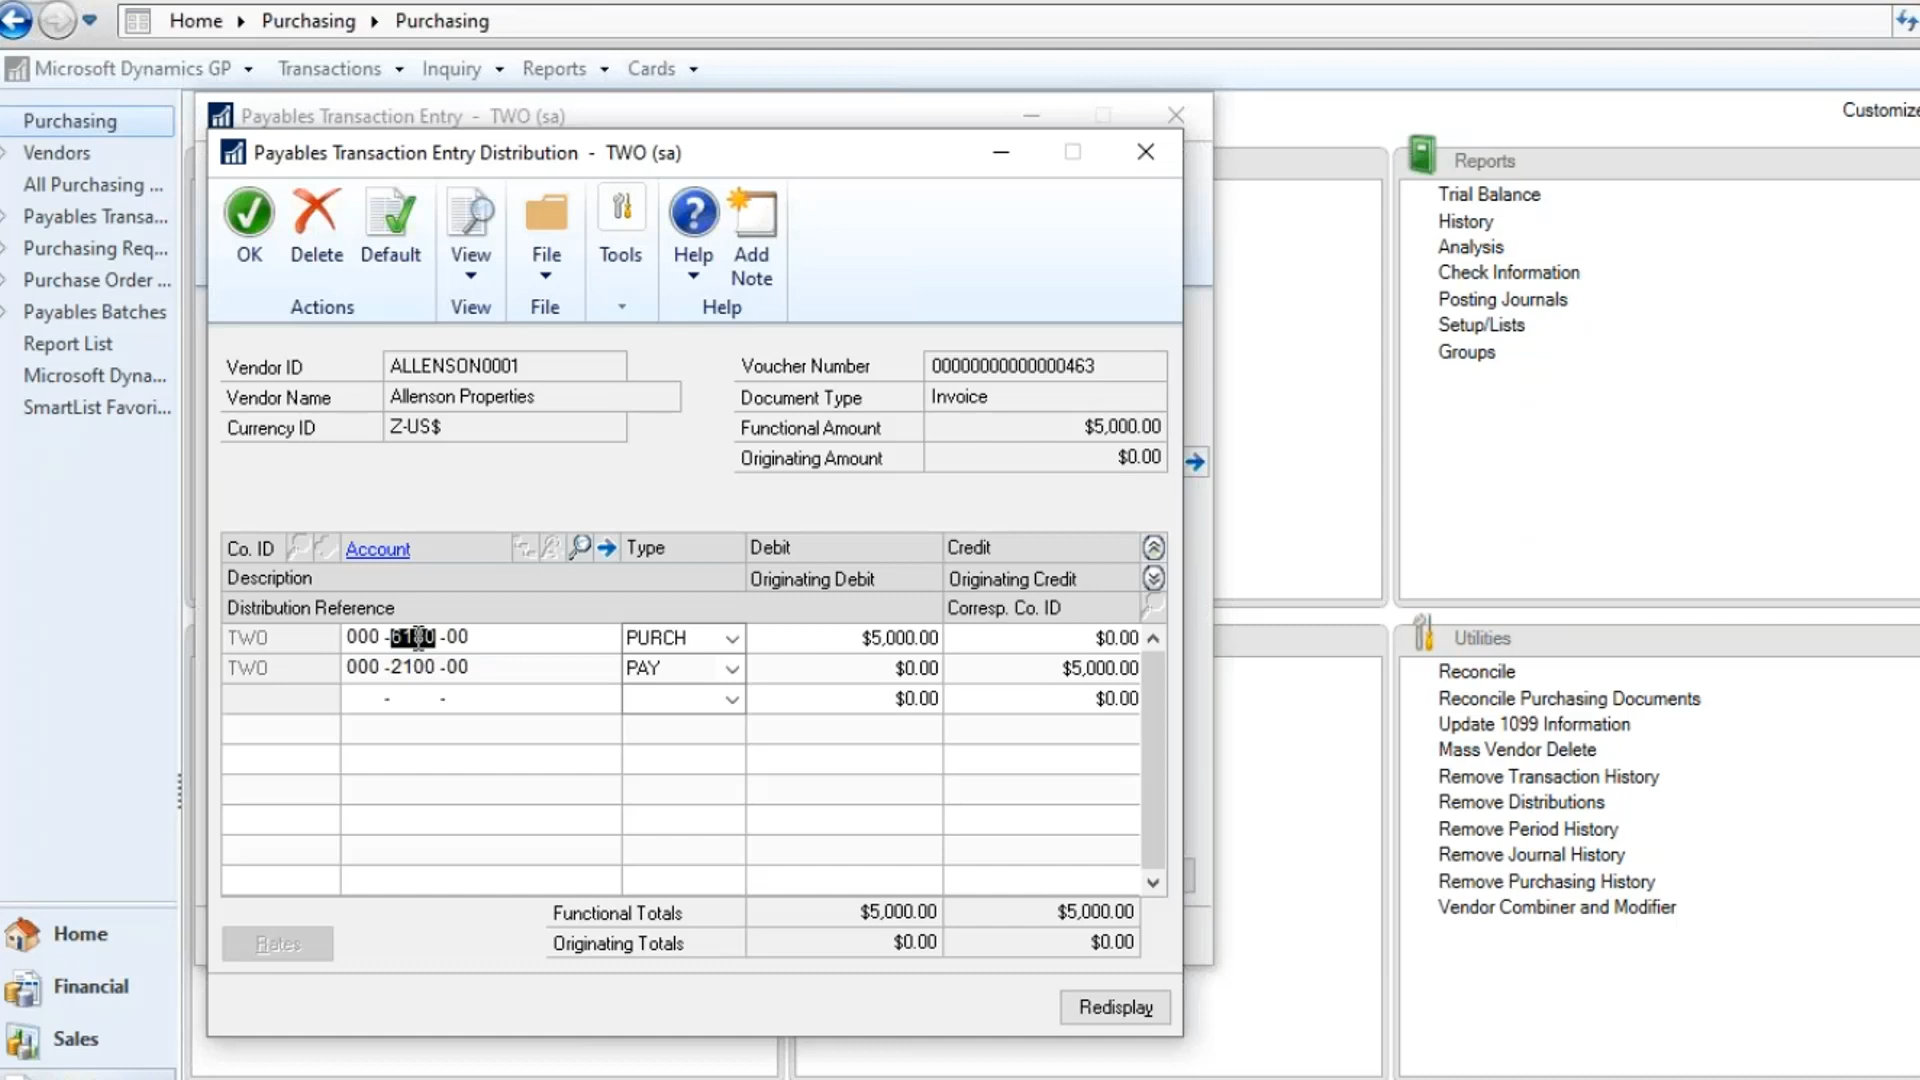 Home Purchasing Purchasing
Microsoft Dynamics GP Transactions Inquiry Reports Cards
Customize
Purchasing
Vendors
All Purchasing ...
Payables Transa...
Purchasing Req...
Purchase Order ...
Payables Batches
Report List
Microsoft Dyna...
SmartList Favori...
Home
Financial
Sales
Payables Transaction Entry - TWO (sa)
Payables Transaction Entry Distribution - TWO (sa)
OK Delete Default View File Tools Help Add Note
Actions View File Help
Vendor ID ALLENSON0001 Voucher Number 00000000000000463
Vendor Name Allenson Properties Document Type Invoice
Currency ID Z-US$ Functional Amount $5,000.00
Originating Amount $0.00
Co. ID Account Type Debit Credit
Description Originating Debit Originating Credit
Distribution Reference Corresp. Co. ID
TWO 000 - -00 PURCH $5,000.00 $0.00
TWO 000 -2100 -00 PAY $0.00 $5,000.00
- - $0.00 $0.00
Functional Totals $5,000.00 $5,000.00
Rates Originating Totals $0.00 $0.00
Redisplay
Reports
Trial Balance
History
Analysis
Check Information
Posting Journals
Setup/Lists
Groups
Utilities
Reconcile
Reconcile Purchasing Documents
Update 1099 Information
Mass Vendor Delete
Remove Transaction History
Remove Distributions
Remove Period History
Remove Journal History
Remove Purchasing History
Vendor Combiner and Modifier